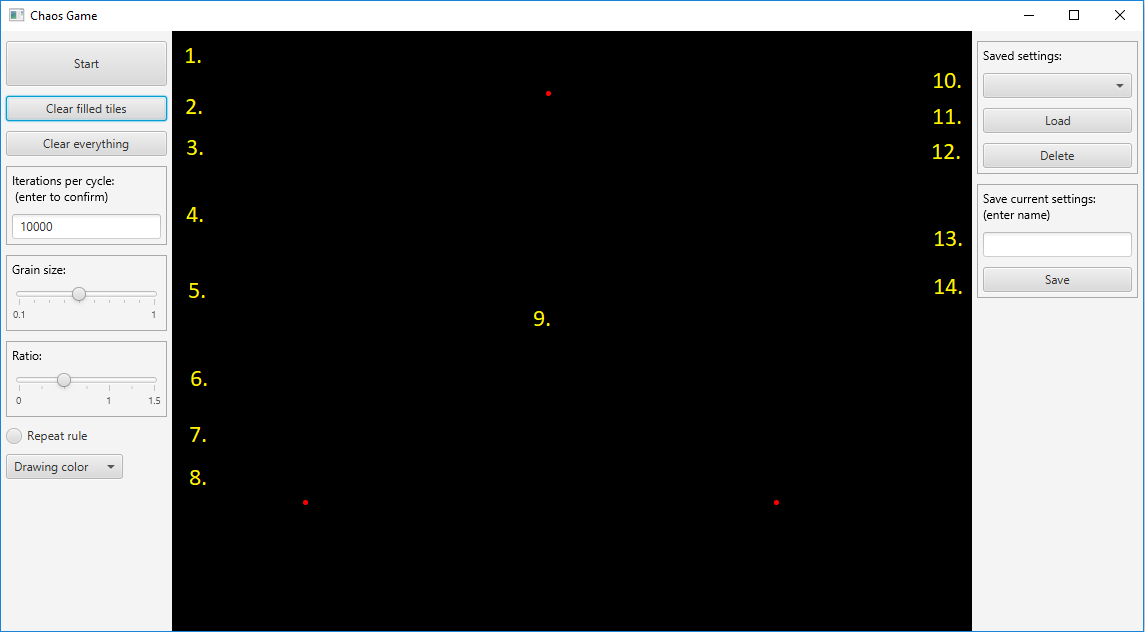 Chaos Game
Start
Clear filled tiles
Clear everything
Iterations per cycle:
(enter to confirm)
10000
Grain size:
0.1 1
Ratio:
0 1 1.5
Repeat rule
Drawing color
1.
2.
3.
4.
5.
6.
7.
8.
9.
10.
11.
12.
13.
14.
Saved settings:
Load
Delete
Save current settings:
(enter name)
Save